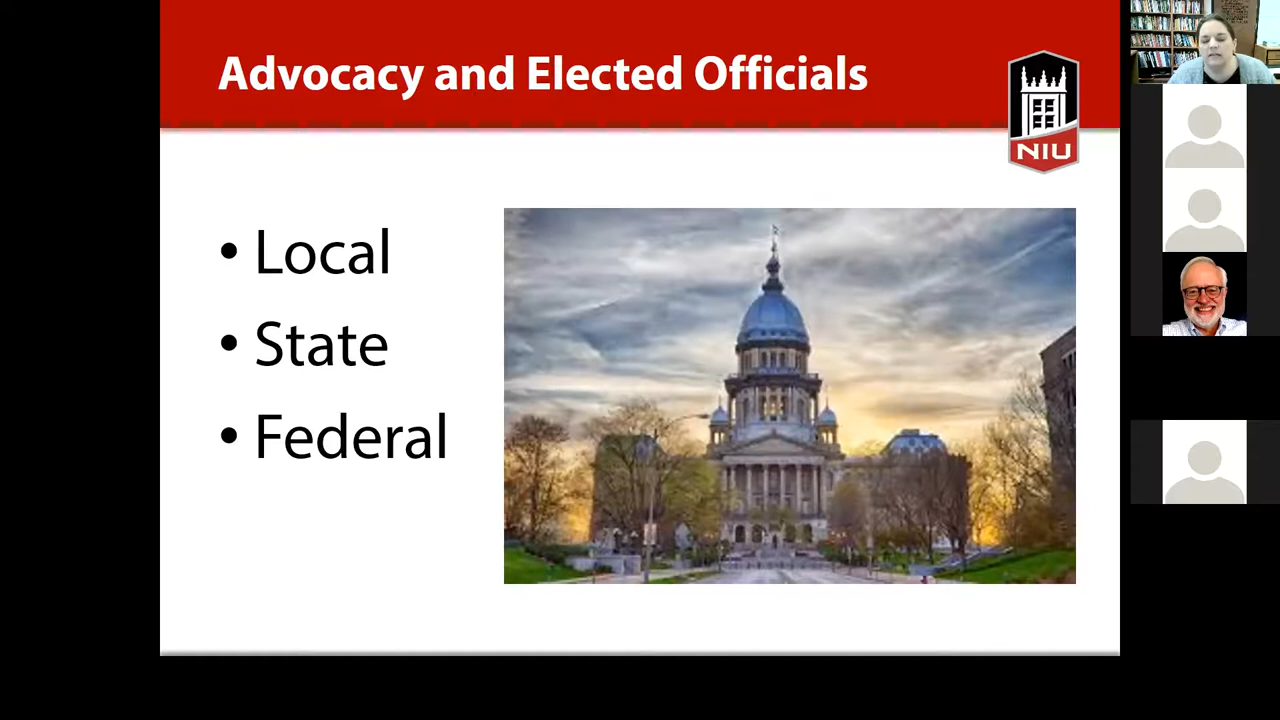 Advocacy and Elected Officials
NIU
• Local
• State
• Federal